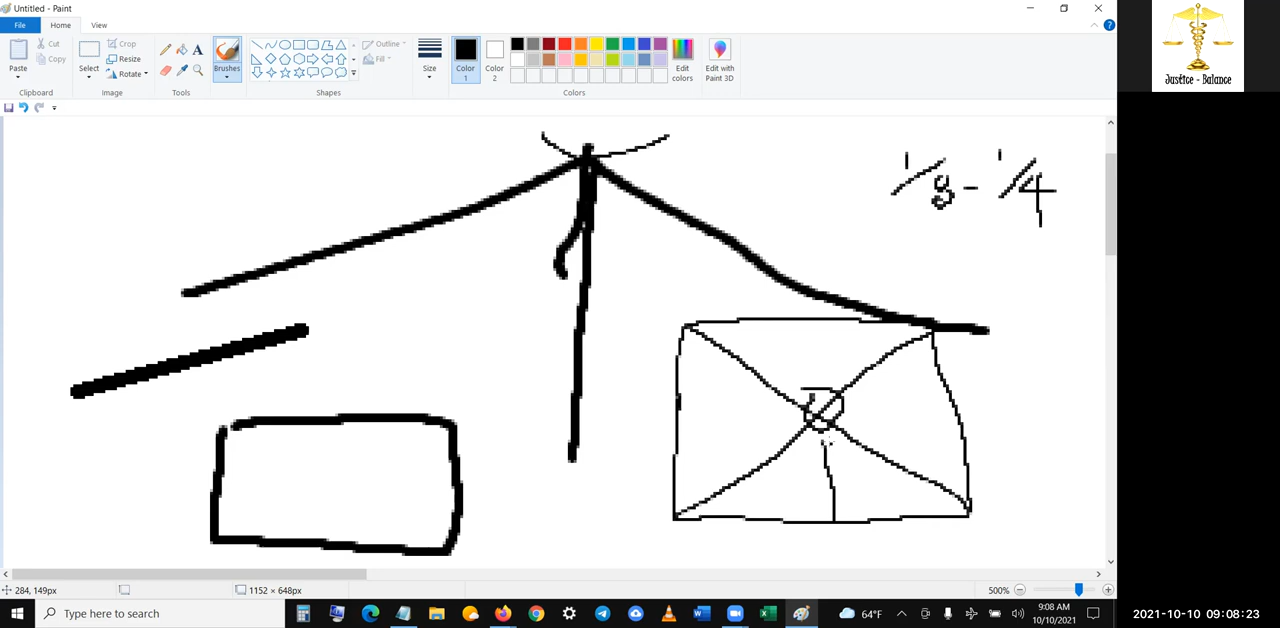 Untitled - Paint
File
Home
View
Paste
Cut
Copy
Clipboard
Select
Crop
Resize
Rotate
Image
A
Tools
Brushes
Outline
Fill
Shapes
Size
Color 1
Color 2
Edit colors
Colors
Edit with Paint 3D
Justice - Balance
1/8 - 1/4
284, 149px
1152 × 648px
500%
Type here to search
64°F
9:08 AM
10/10/2021
2021-10-10 09:08:23